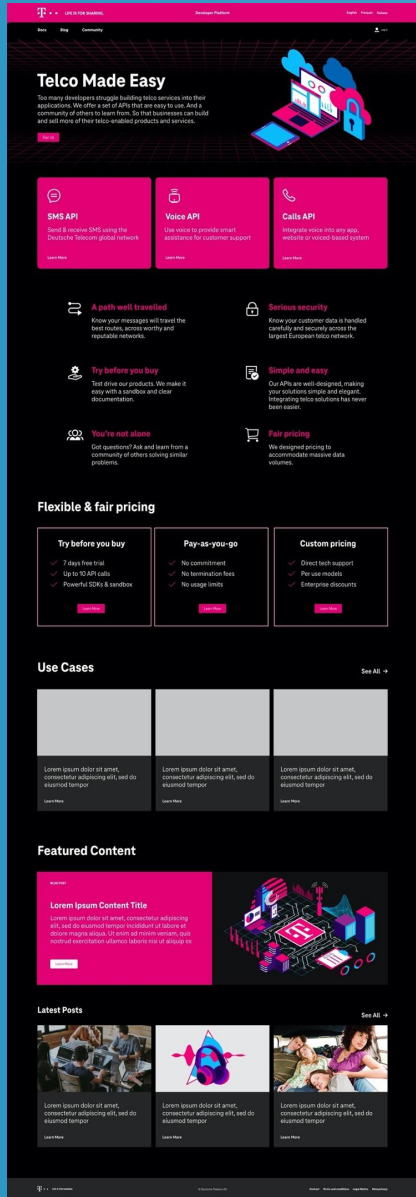 T LIFE IS FOR SHARING.
Developer Platform
English Français Deutsch
Docs Blog Community
Log in
Telco Made Easy
Too many developers struggle building telco services into their
applications. We offer a set of APIs that are easy to use. And a
community of others to learn from. So that businesses can build
and sell more of their telco-enabled products and services.
SMS API
Send & receive SMS using the
Deutsche Telecom global network
Learn More
Voice API
Use voice to provide smart
assistance for customer support
Learn More
Calls API
Integrate voice into any app,
website or voiced-based system
Learn More
A path well travelled
Know your messages will travel the
best routes, across worthy and
reputable networks.
Serious security
Know your customer data is handled
carefully and securely across the
largest European telco network.
Try before you buy
Test drive our products. We make it
easy with a sandbox and clear
documentation.
Simple and easy
Our APIs are well-designed, making
your solutions simple and elegant.
Integrating telco solutions has never
been easier.
You're not alone
Got questions? Ask and learn from a
community of others solving similar
problems.
Fair pricing
We designed pricing to
accommodate massive data
volumes.
Flexible & fair pricing
Try before you buy
7 days free trial
Up to 10 API calls
Powerful SDKs & sandbox
Learn More
Pay-as-you-go
No commitment
No termination fees
No usage limits
Learn More
Custom pricing
Direct tech support
Per use models
Enterprise discounts
Learn More
Use Cases
See All →
Lorem ipsum dolor sit amet,
consectetur adipiscing elit, sed do
eiusmod tempor
Learn More
Lorem ipsum dolor sit amet,
consectetur adipiscing elit, sed do
eiusmod tempor
Learn More
Lorem ipsum dolor sit amet,
consectetur adipiscing elit, sed do
eiusmod tempor
Learn More
Featured Content
BLOG POST
Lorem Ipsum Content Title
Lorem ipsum dolor sit amet, consectetur adipiscing
elit, sed do eiusmod tempor incididunt ut labore et
dolore magna aliqua. Ut enim ad minim veniam, quis
nostrud exercitation ullamco laboris nisi ut aliquip ex
Learn More
T
Latest Posts
See All →
Lorem ipsum dolor sit amet,
consectetur adipiscing elit, sed do
eiusmod tempor
Learn More
Lorem ipsum dolor sit amet,
consectetur adipiscing elit, sed do
eiusmod tempor
Learn More
Lorem ipsum dolor sit amet,
consectetur adipiscing elit, sed do
eiusmod tempor
Learn More
T LIFE IS FOR SHARING.
Contact Terms and conditions Legal Notice